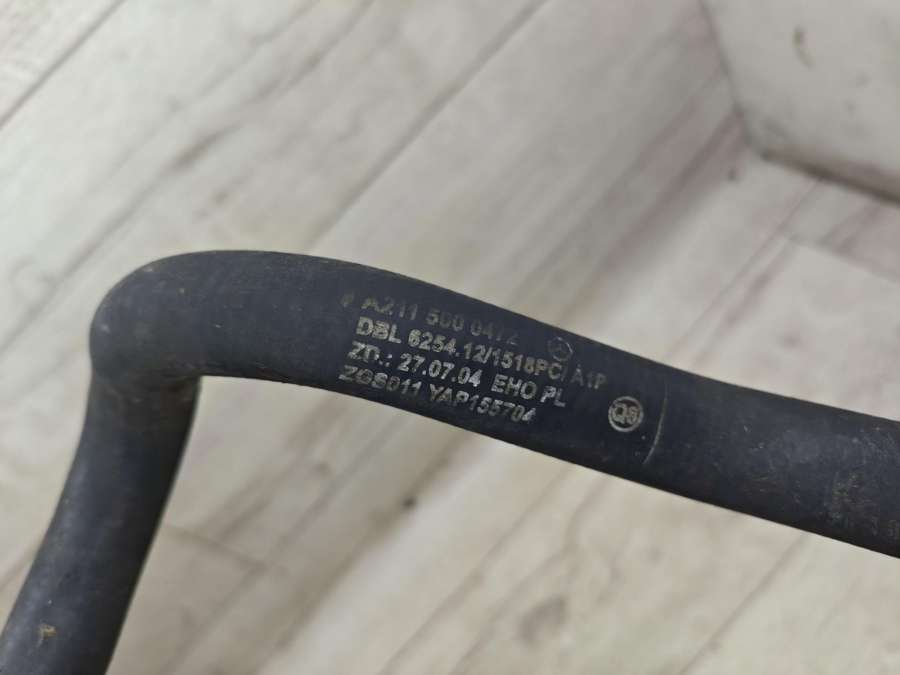 A211 500 0472
DBL 6254.12/1518PC/A1P
ZD.: 27.07.04 EHO PL
ZGS011 YAP155704